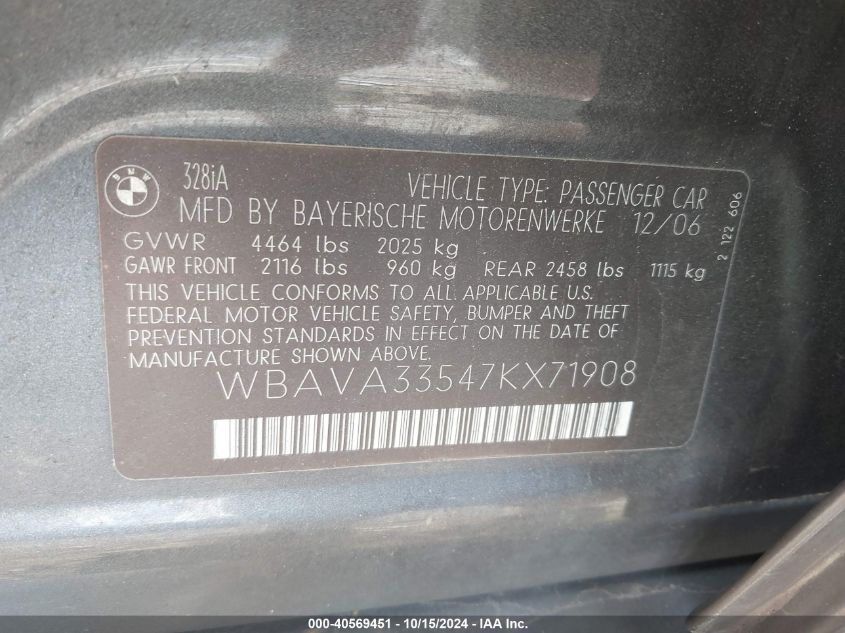 BMW
328iA
VEHICLE TYPE: PASSENGER CAR
MFD BY BAYERISCHE MOTORENWERKE 12/06
GVWR 4464 lbs 2025 kg
GAWR FRONT 2116 lbs 960 kg REAR 2458 lbs 1115 kg
THIS VEHICLE CONFORMS TO ALL APPLICABLE U.S.
FEDERAL MOTOR VEHICLE SAFETY, BUMPER AND THEFT
PREVENTION STANDARDS IN EFFECT ON THE DATE OF
MANUFACTURE SHOWN ABOVE.
WBAVA33547KX71908
2 122 606
000-40569451 - 10/15/2024 - IAAI.com